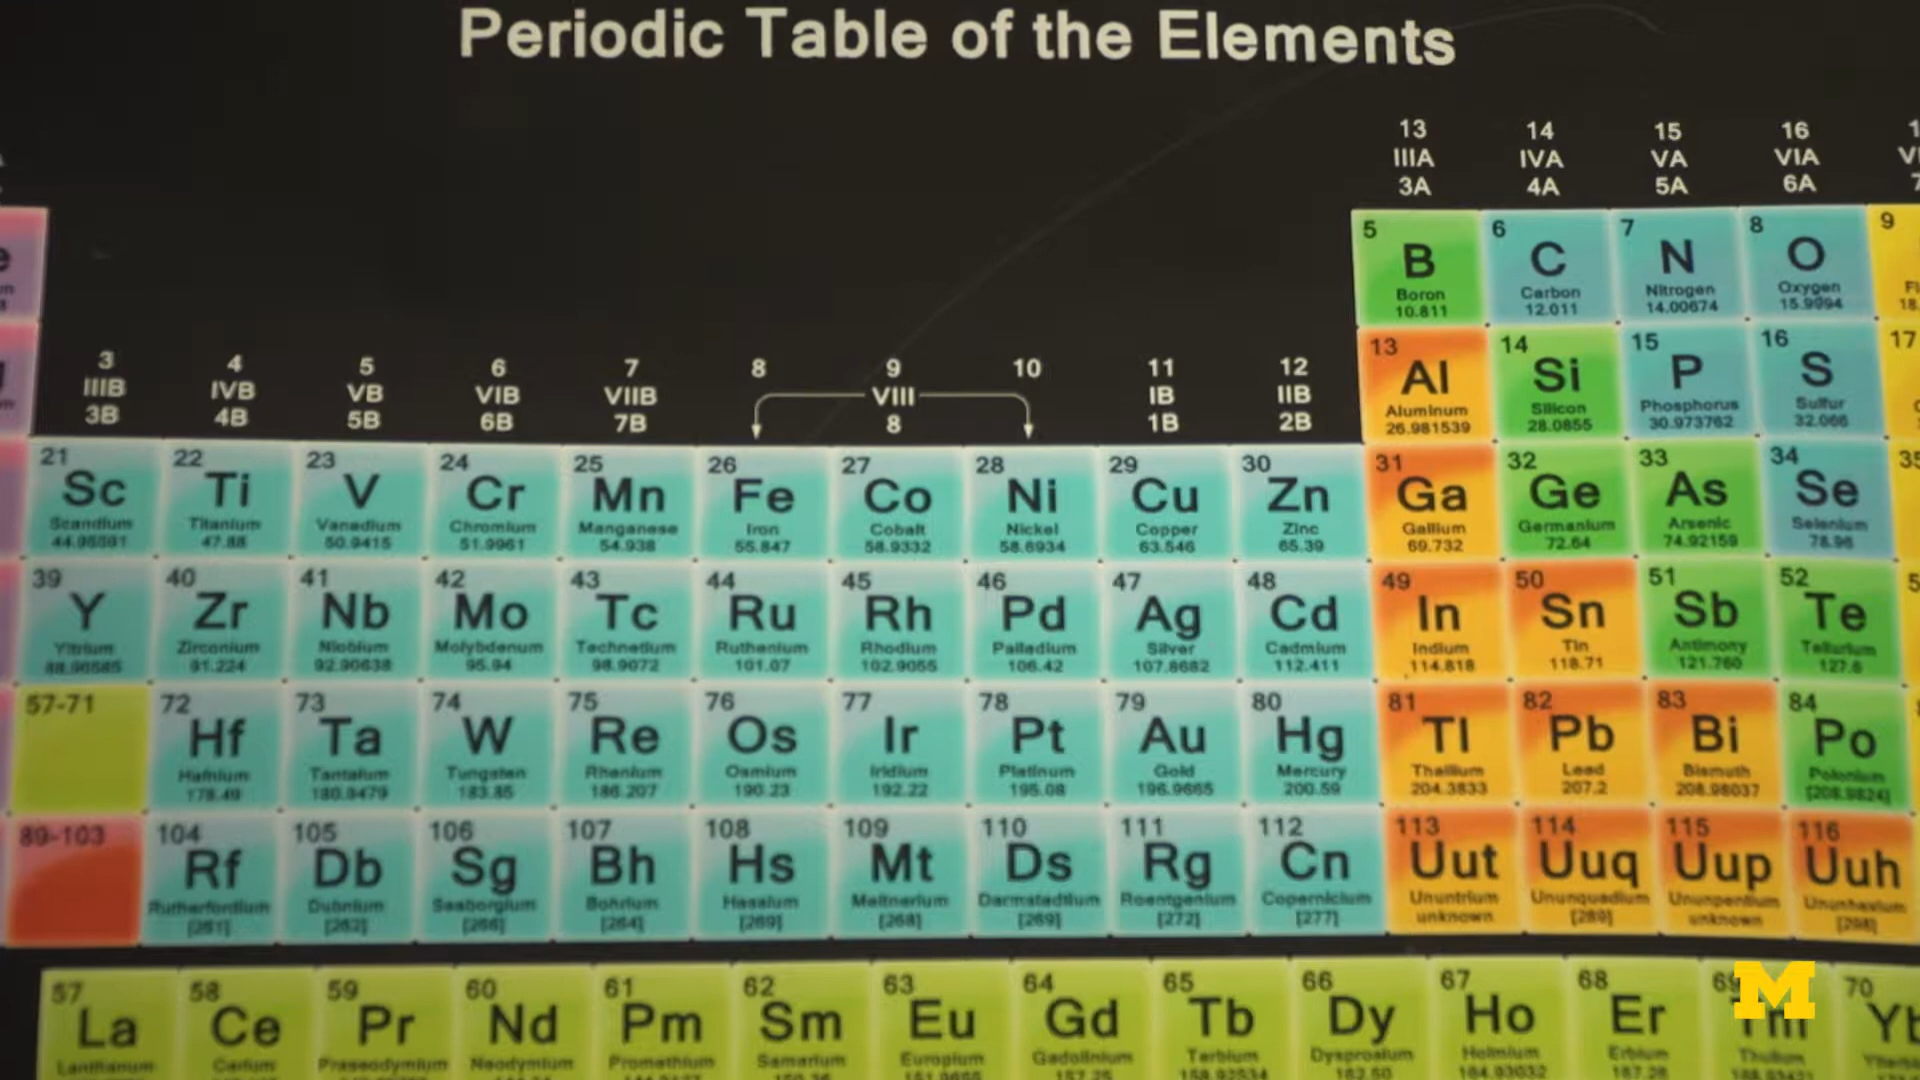 Periodic Table of the Elements
13 14 15 16
IIIA IVA VA VIA
3A 4A 5A 6A
5 6 7 8 9
B C N O
Boron Carbon Nitrogen Oxygen
10.811 12.011 14.00674 15.9994
13 14 15 16 17
Al Si P S
Aluminum Silicon Phosphorus Sulfur
26.981539 28.0855 30.973762 32.066
3 4 5 6 7 8 9 10 11 12
IIIB IVB VB VIB VIIB VIII IB IIB
3B 4B 5B 6B 7B 8 1B 2B
21 22 23 24 25 26 27 28 29 30 31 32 33 34 35
Sc Ti V Cr Mn Fe Co Ni Cu Zn Ga Ge As Se
Scandium Titanium Vanadium Chromium Manganese Iron Cobalt Nickel Copper Zinc Gallium Germanium Arsenic Selenium
47.88 50.9415 51.9961 54.938 55.847 58.9332 58.6934 63.546 65.39 69.732 72.64 74.92159 78.96
39 40 41 42 43 44 45 46 47 48 49 50 51 52
Y Zr Nb Mo Tc Ru Rh Pd Ag Cd In Sn Sb Te
Yttrium Zirconium Niobium Molybdenum Technetium Ruthenium Rhodium Palladium Silver Cadmium Indium Tin Antimony Tellurium
91.224 92.90638 95.94 98.9072 101.07 102.9055 106.42 107.8682 112.411 114.818 118.71 121.760 127.6
57-71 72 73 74 75 76 77 78 79 80 81 82 83 84
Hf Ta W Re Os Ir Pt Au Hg Tl Pb Bi Po
Hafnium Tantalum Tungsten Rhenium Osmium Iridium Platinum Gold Mercury Thallium Lead Bismuth Polonium
178.49 180.9479 183.85 186.207 190.23 192.22 195.08 196.9665 200.59 204.3833 207.2 208.98037 [208.9824]
89-103 104 105 106 107 108 109 110 111 112 113 114 115 116
Rf Db Sg Bh Hs Mt Ds Rg Cn Uut Uuq Uup Uuh
Rutherfordium Dubnium Seaborgium Bohrium Hassium Meitnerium Darmstadtium Roentgenium Copernicium Ununtrium Ununquadium Ununpentium Ununhexium
[261] [262] [266] [264] [269] [268] [269] [272] [277] unknown [289] unknown [298]
57 58 59 60 61 62 63 64 65 66 67 68 69 70
La Ce Pr Nd Pm Sm Eu Gd Tb Dy Ho Er Tm Yb
Lanthanum Cerium Praseodymium Neodymium Promethium Samarium Europium Gadolinium Terbium Dysprosium Holmium Erbium Thulium
M